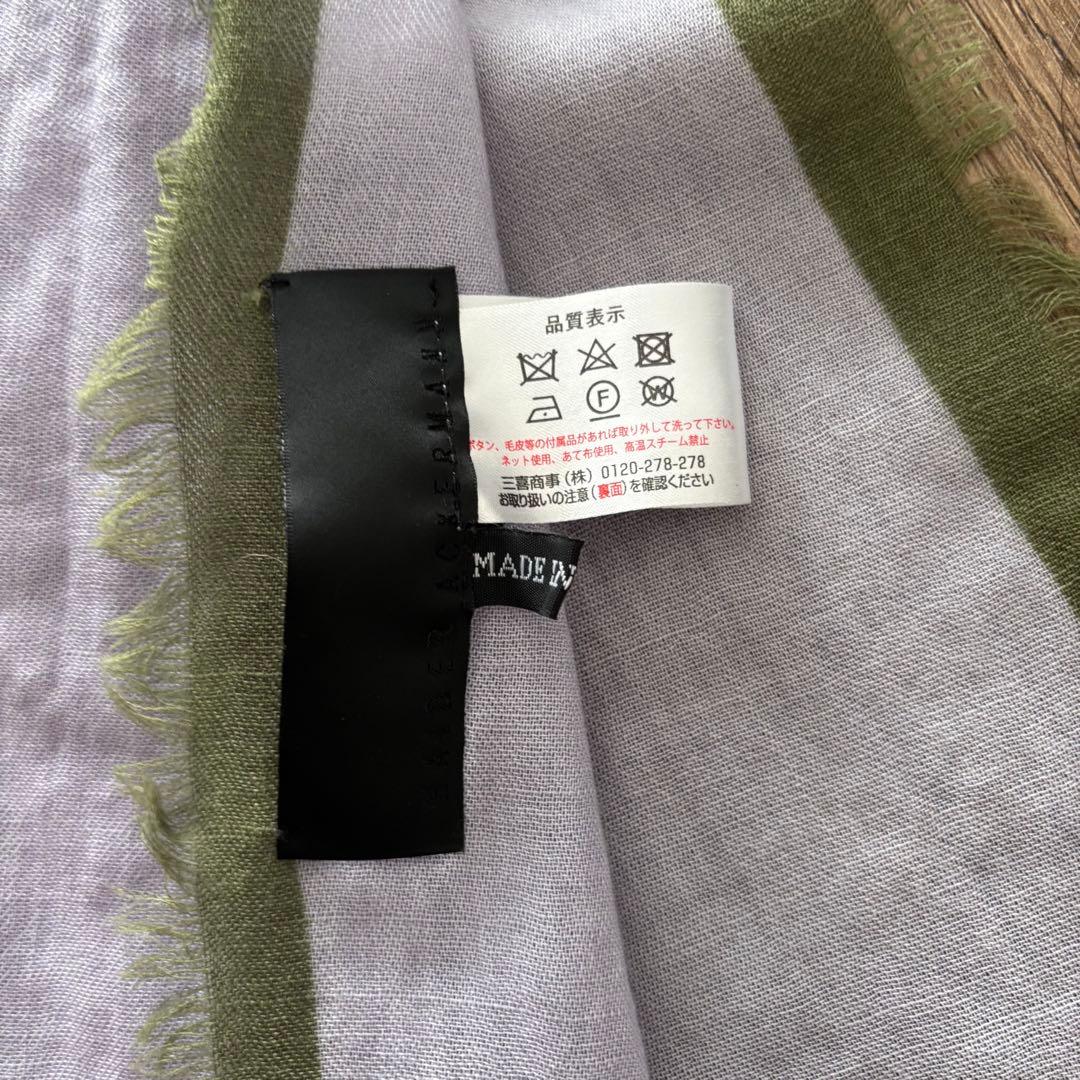 品質表示
F
W
ボタン、毛皮等の付属品があれば取り外して洗って下さい。
ネット使用、あて布使用、高温スチーム禁止
三喜商事(株) 0120-278-278
お取り扱いの注意(裏面)を確認ください
MADE IN
HAIDER ACKERMANN